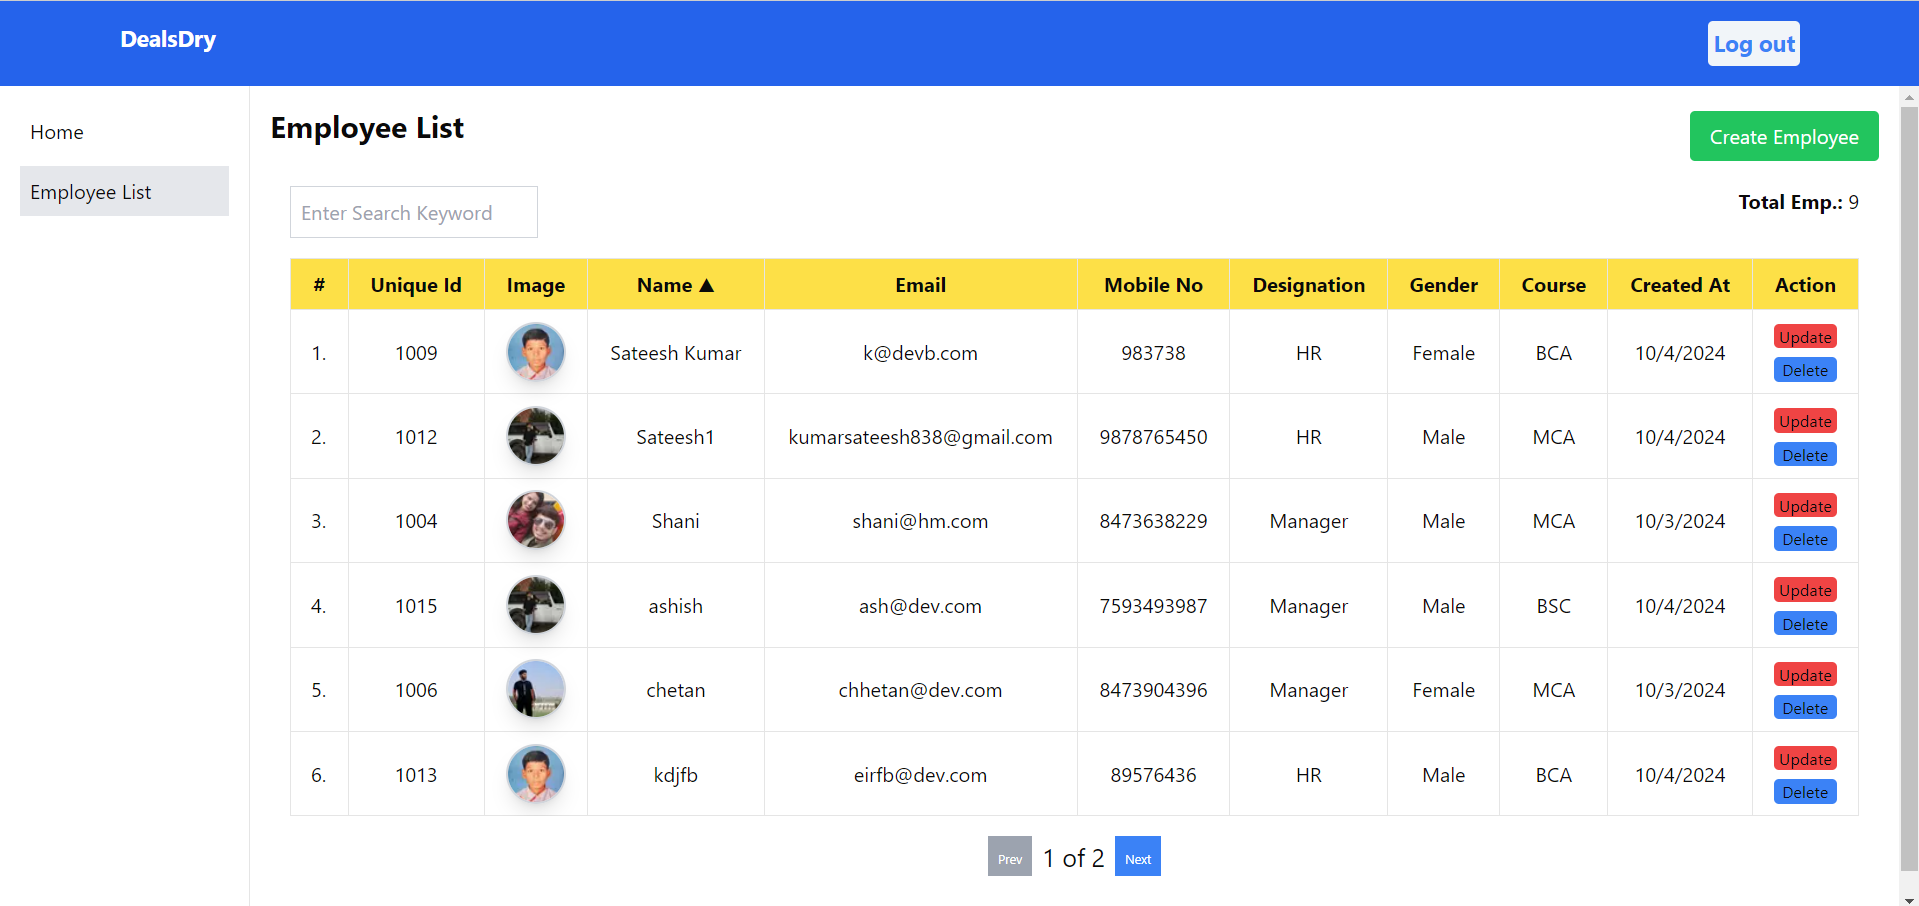 DealsDry
Log out
Home
Employee List
Employee List
Create Employee
Enter Search Keyword
Total Emp.: 9
# Unique Id Image Name ▲ Email Mobile No Designation Gender Course Created At Action
1. 1009 Sateesh Kumar k@devb.com 983738 HR Female BCA 10/4/2024 Update
Delete
2. 1012 Sateesh1 kumarsateesh838@gmail.com 9878765450 HR Male MCA 10/4/2024 Update
Delete
3. 1004 Shani shani@hm.com 8473638229 Manager Male MCA 10/3/2024 Update
Delete
4. 1015 ashish ash@dev.com 7593493987 Manager Male BSC 10/4/2024 Update
Delete
5. 1006 chetan chhetan@dev.com 8473904396 Manager Female MCA 10/3/2024 Update
Delete
6. 1013 kdjfb eirfb@dev.com 89576436 HR Male BCA 10/4/2024 Update
Delete
Prev 1 of 2 Next